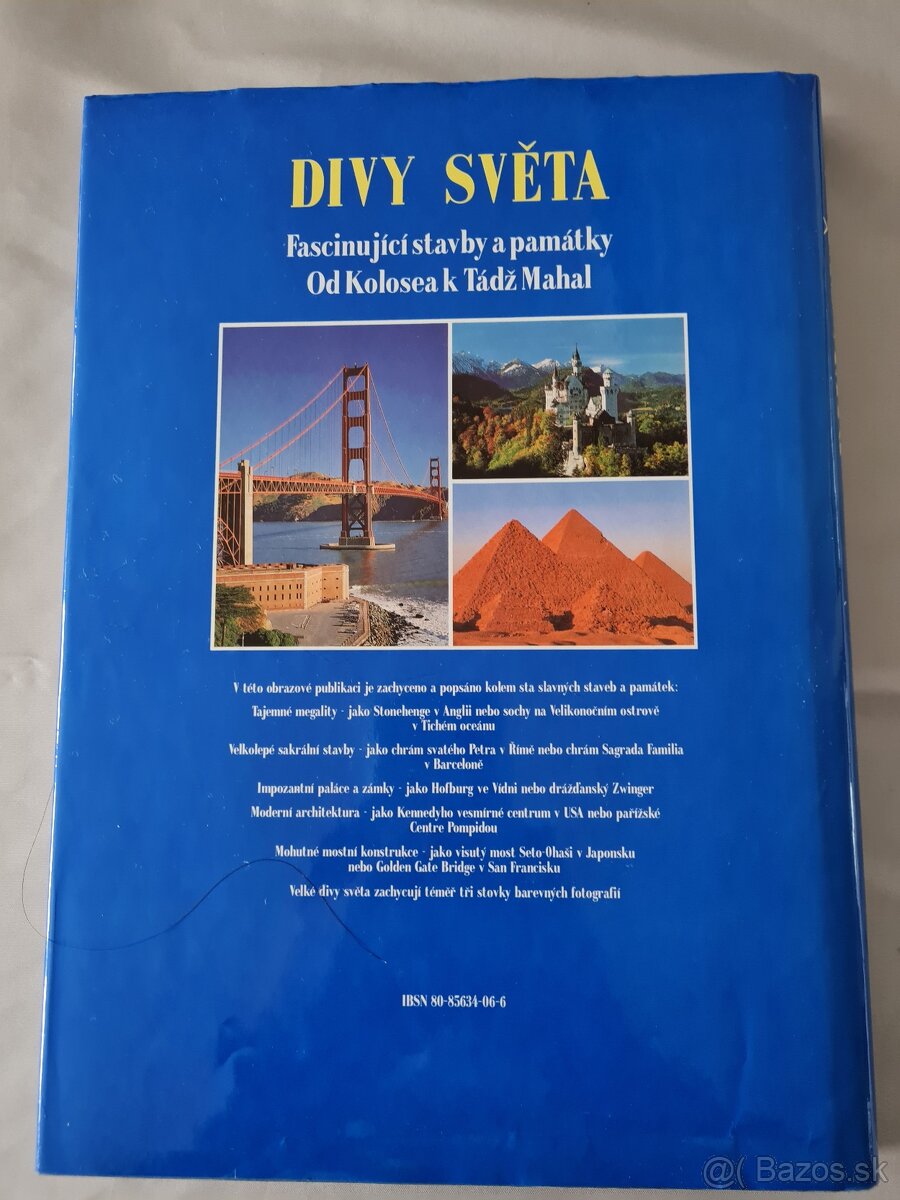 DIVY SVĚTA
Fascinující stavby a památky
Od Kolosea k Tádž Mahal
V této obrazové publikaci je zachyceno a popsáno kolem sta slavných staveb a památek:
Tajemné megality - jako Stonehenge v Anglii nebo sochy na Velikonočním ostrově
v Tichém oceánu
Velkolepé sakrální stavby - jako chrám svatého Petra v Římě nebo chrám Sagrada Familia
v Barceloně
Impozantní paláce a zámky - jako Hofburg ve Vídni nebo drážďanský Zwinger
Moderní architektura - jako Kennedyho vesmírné centrum v USA nebo pařížské
Centre Pompidou
Mohutné mostní konstrukce - jako visutý most Seto-Ohaši v Japonsku
nebo Golden Gate Bridge v San Francisku
Velké divy světa zachycují téměř tři stovky barevných fotografií
IBSN 80-85634-06-6
@( Bazos.sk